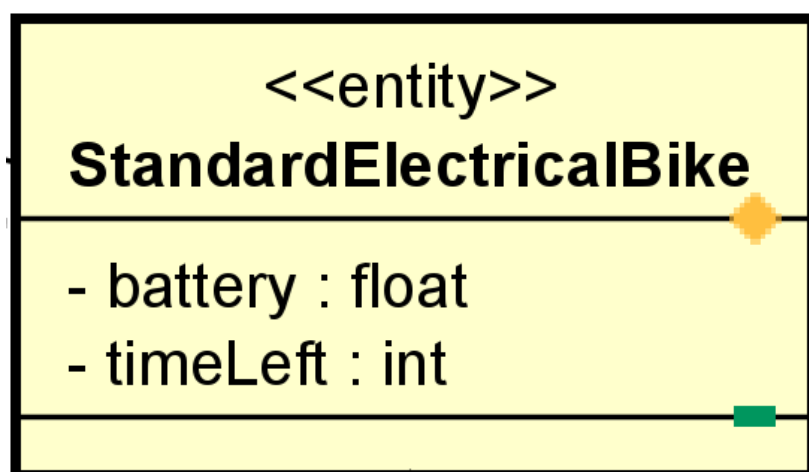 <<entity>>
StandardElectricalBike
- battery : float
- timeLeft : int